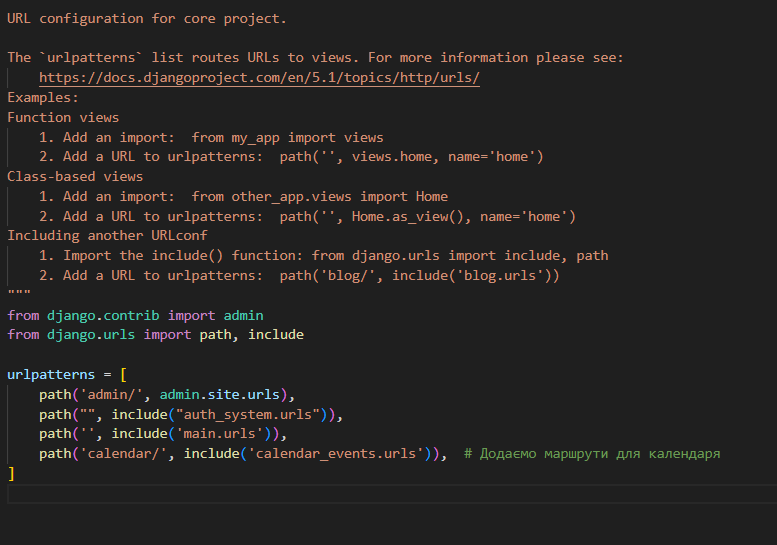 URL configuration for core project.
The `urlpatterns` list routes URLs to views. For more information please see:
https://docs.djangoproject.com/en/5.1/topics/http/urls/
Examples:
Function views
1. Add an import:  from my_app import views
2. Add a URL to urlpatterns:  path('', views.home, name='home')
Class-based views
1. Add an import:  from other_app.views import Home
2. Add a URL to urlpatterns:  path('', Home.as_view(), name='home')
Including another URLconf
1. Import the include() function: from django.urls import include, path
2. Add a URL to urlpatterns:  path('blog/', include('blog.urls'))
"""
from django.contrib import admin
from django.urls import path, include
urlpatterns = [
path('admin/', admin.site.urls),
path("", include("auth_system.urls")),
path('', include('main.urls')),
path('calendar/', include('calendar_events.urls')),  # Додаємо маршрути для календаря
]